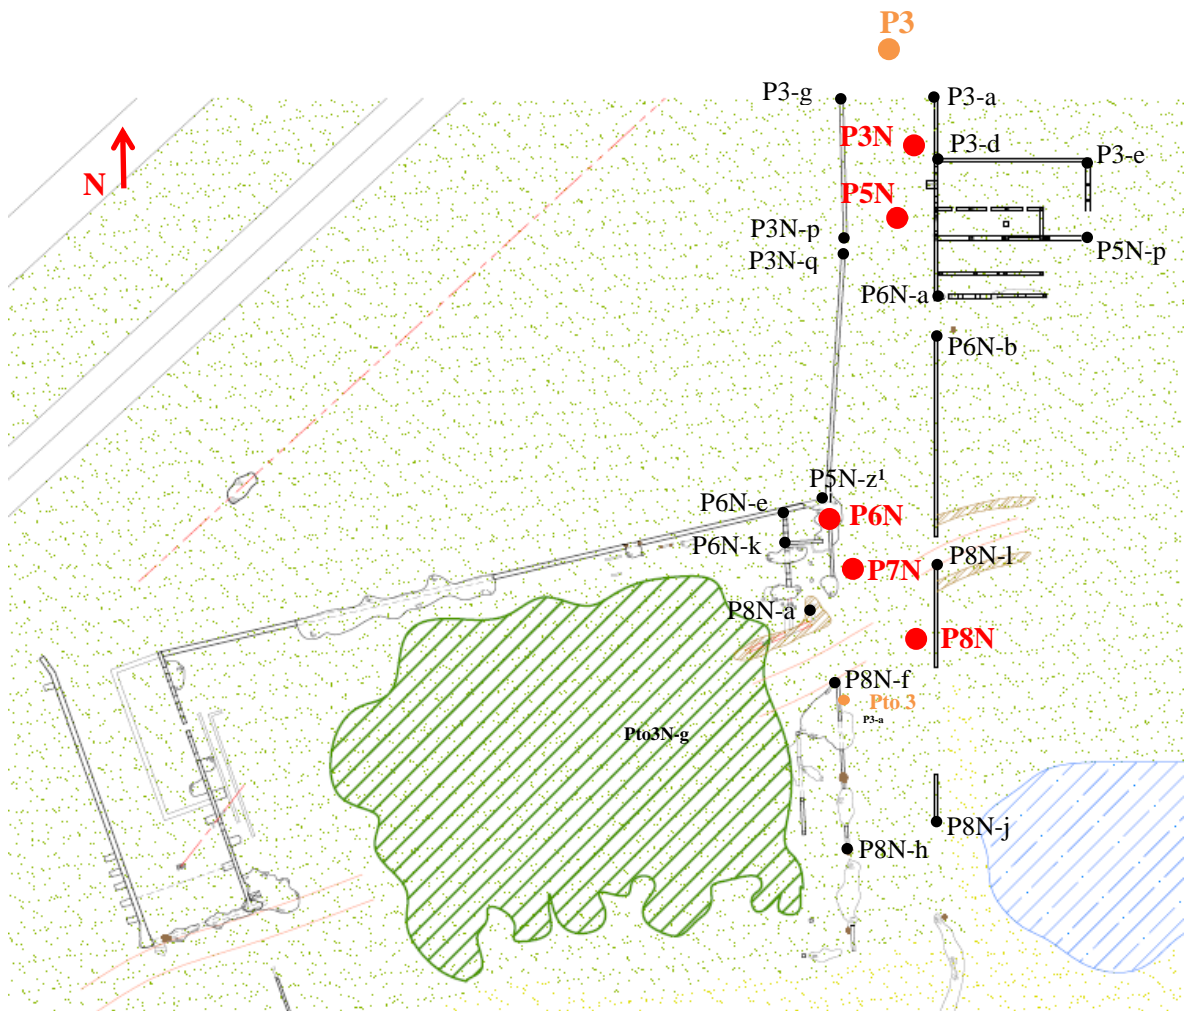 P3
P3-g
P3-a
P3N
P3-d
P3-e
N
P5N
P3N-p
P5N-p
P3N-q
P6N-a
P6N-b
P5N-z¹
P6N-e
P6N
P6N-k
P8N-l
P7N
P8N-a
P8N
P8N-f
Pto.3
P3-a
Pto3N-g
P8N-j
P8N-h